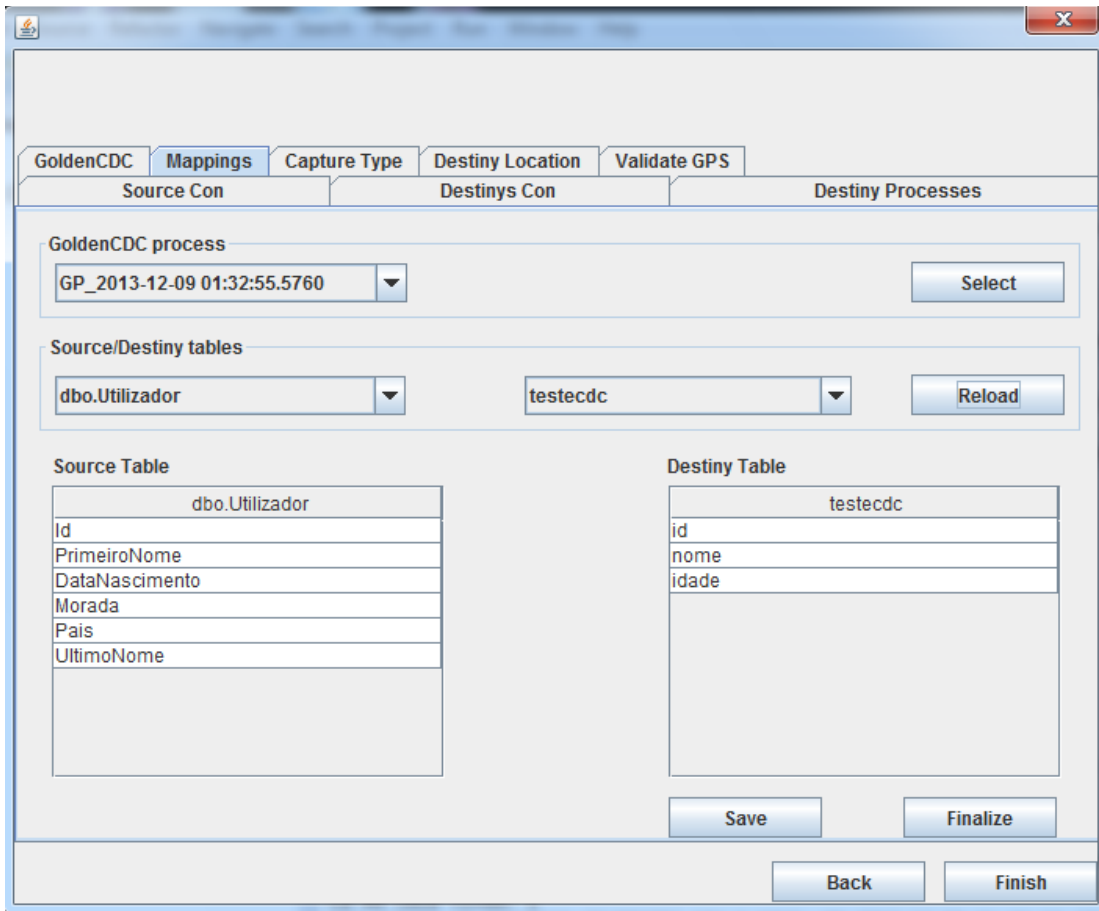 GoldenCDC Mappings Capture Type Destiny Location Validate GPS
Source Con Destinys Con Destiny Processes
GoldenCDC process
GP_2013-12-09 01:32:55.5760 Select
Source/Destiny tables
dbo.Utilizador testecdc Reload
Source Table Destiny Table
dbo.Utilizador testecdc
Id id
PrimeiroNome nome
DataNascimento idade
Morada
Pais
UltimoNome
Save Finalize
Back Finish